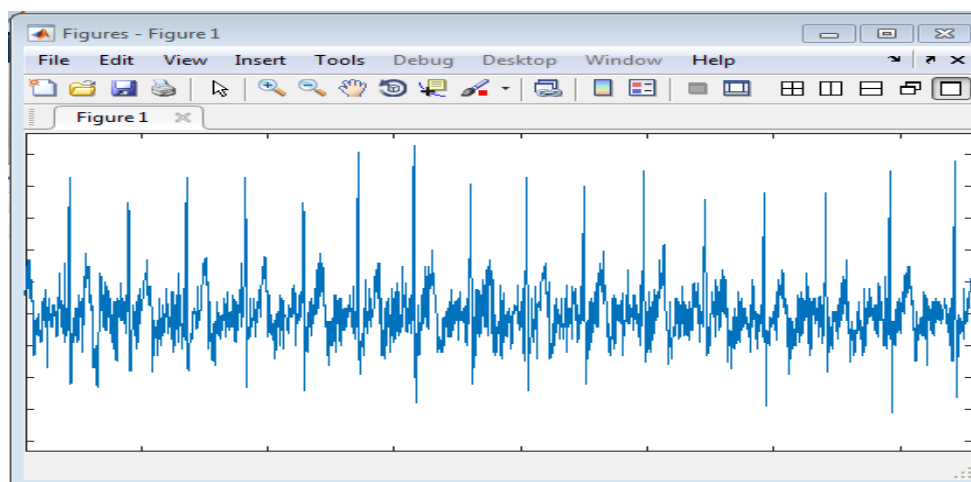 Figures - Figure 1
File Edit View Insert Tools Debug Desktop Window Help
Figure 1